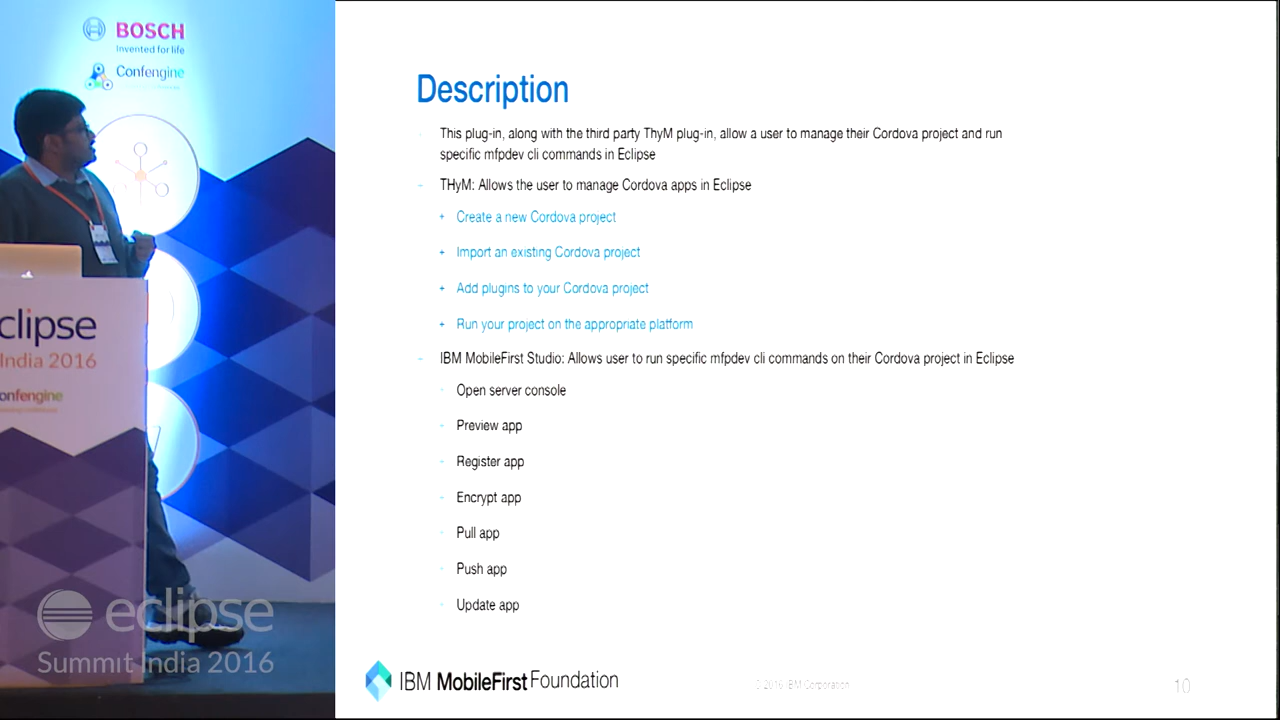 BOSCH
Invented for life
Confengine
clipse
India 2016
onfengine
eclipse
Summit India 2016
Description
This plug-in, along with the third party ThyM plug-in, allow a user to manage their Cordova project and run
specific mfpdev cli commands in Eclipse
- THyM: Allows the user to manage Cordova apps in Eclipse
+ Create a new Cordova project
+ Import an existing Cordova project
+ Add plugins to your Cordova project
+ Run your project on the appropriate platform
- IBM MobileFirst Studio: Allows user to run specific mfpdev cli commands on their Cordova project in Eclipse
Open server console
- Preview app
- Register app
- Encrypt app
- Pull app
Push app
Update app
IBM MobileFirst Foundation
© 2016 IBM Corporation
10